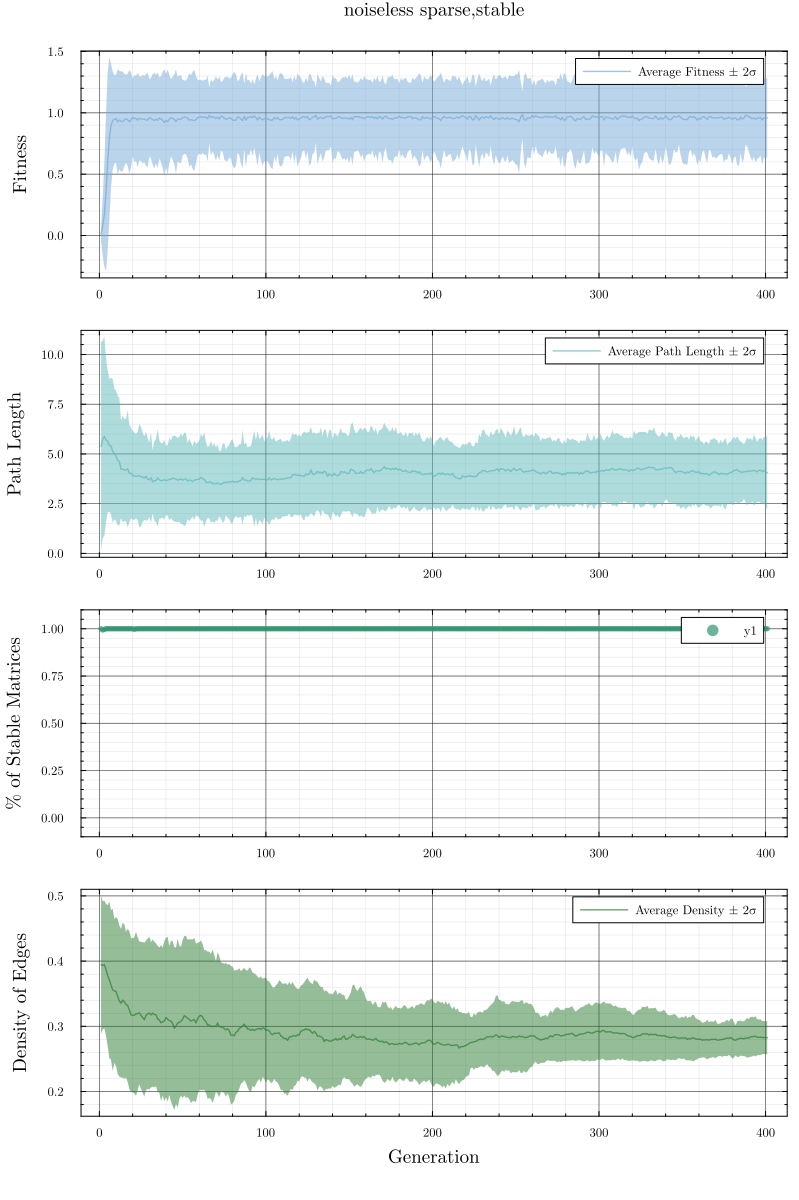 noiseless sparse,stable
1.5
1.0
0.5
0.0
Fitness
Average Fitness ± 2σ
0 100 200 300 400
10.0
7.5
5.0
2.5
0.0
Path Length
Average Path Length ± 2σ
0 100 200 300 400
1.00
0.75
0.50
0.25
0.00
% of Stable Matrices
y1
0 100 200 300 400
0.5
0.4
0.3
0.2
Density of Edges
Average Density ± 2σ
0 100 200 300 400
Generation